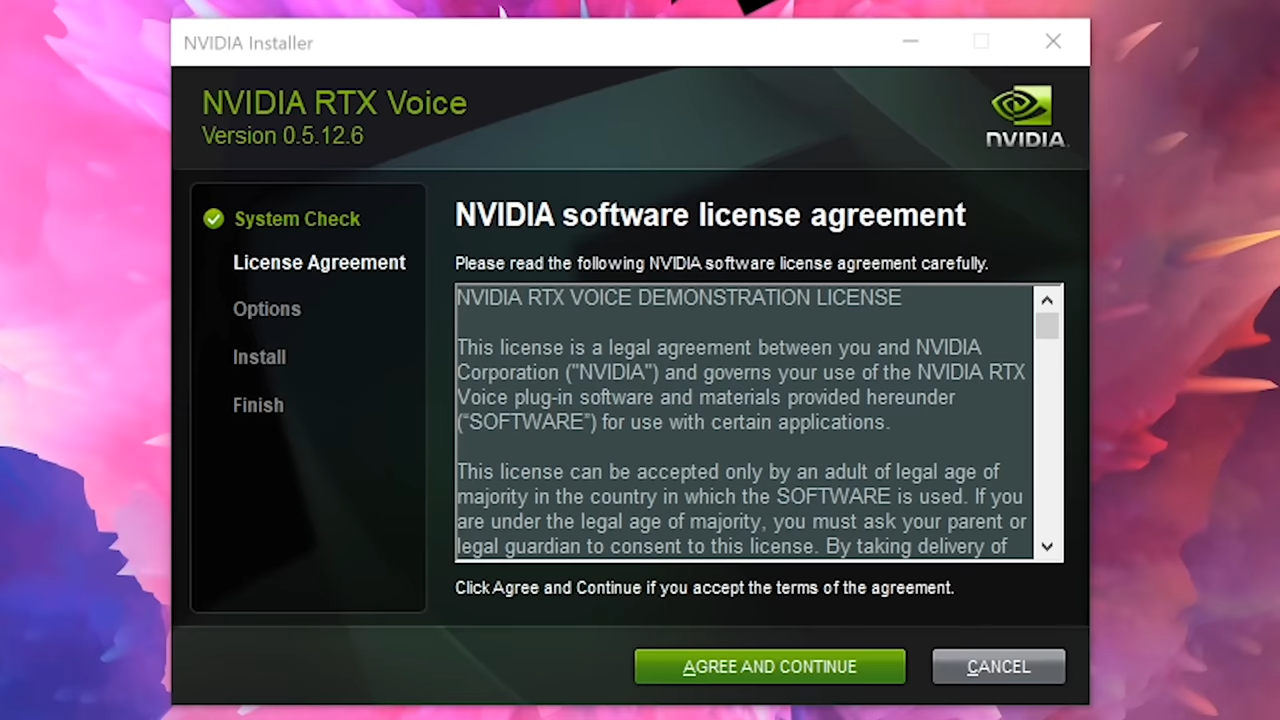 NVIDIA Installer
NVIDIA RTX Voice
Version 0.5.12.6
NVIDIA.
System Check
License Agreement
Options
Install
Finish
NVIDIA software license agreement
Please read the following NVIDIA software license agreement carefully.
NVIDIA RTX VOICE DEMONSTRATION LICENSE
This license is a legal agreement between you and NVIDIA
Corporation ("NVIDIA") and governs your use of the NVIDIA RTX
Voice plug-in software and materials provided hereunder
(“SOFTWARE”) for use with certain applications.
This license can be accepted only by an adult of legal age of
majority in the country in which the SOFTWARE is used. If you
are under the legal age of majority, you must ask your parent or
legal guardian to consent to this license. By taking delivery of
Click Agree and Continue if you accept the terms of the agreement.
AGREE AND CONTINUE
CANCEL